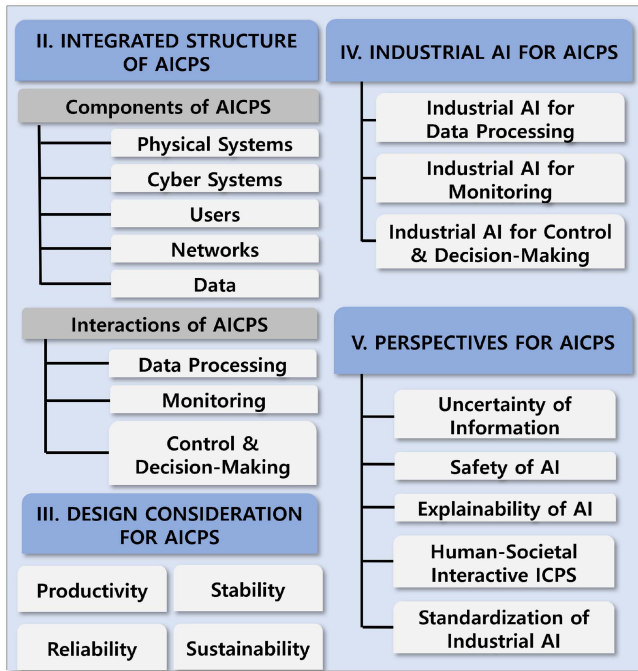 II. INTEGRATED STRUCTURE
OF AICPS
Components of AICPS
Physical Systems
Cyber Systems
Users
Networks
Data
Interactions of AICPS
Data Processing
Monitoring
Control &
Decision-Making
III. DESIGN CONSIDERATION
FOR AICPS
Productivity
Stability
Reliability
Sustainability
IV. INDUSTRIAL AI FOR AICPS
Industrial AI for
Data Processing
Industrial AI for
Monitoring
Industrial AI for Control
& Decision-Making
V. PERSPECTIVES FOR AICPS
Uncertainty of
Information
Safety of AI
Explainability of AI
Human-Societal
Interactive ICPS
Standardization of
Industrial AI